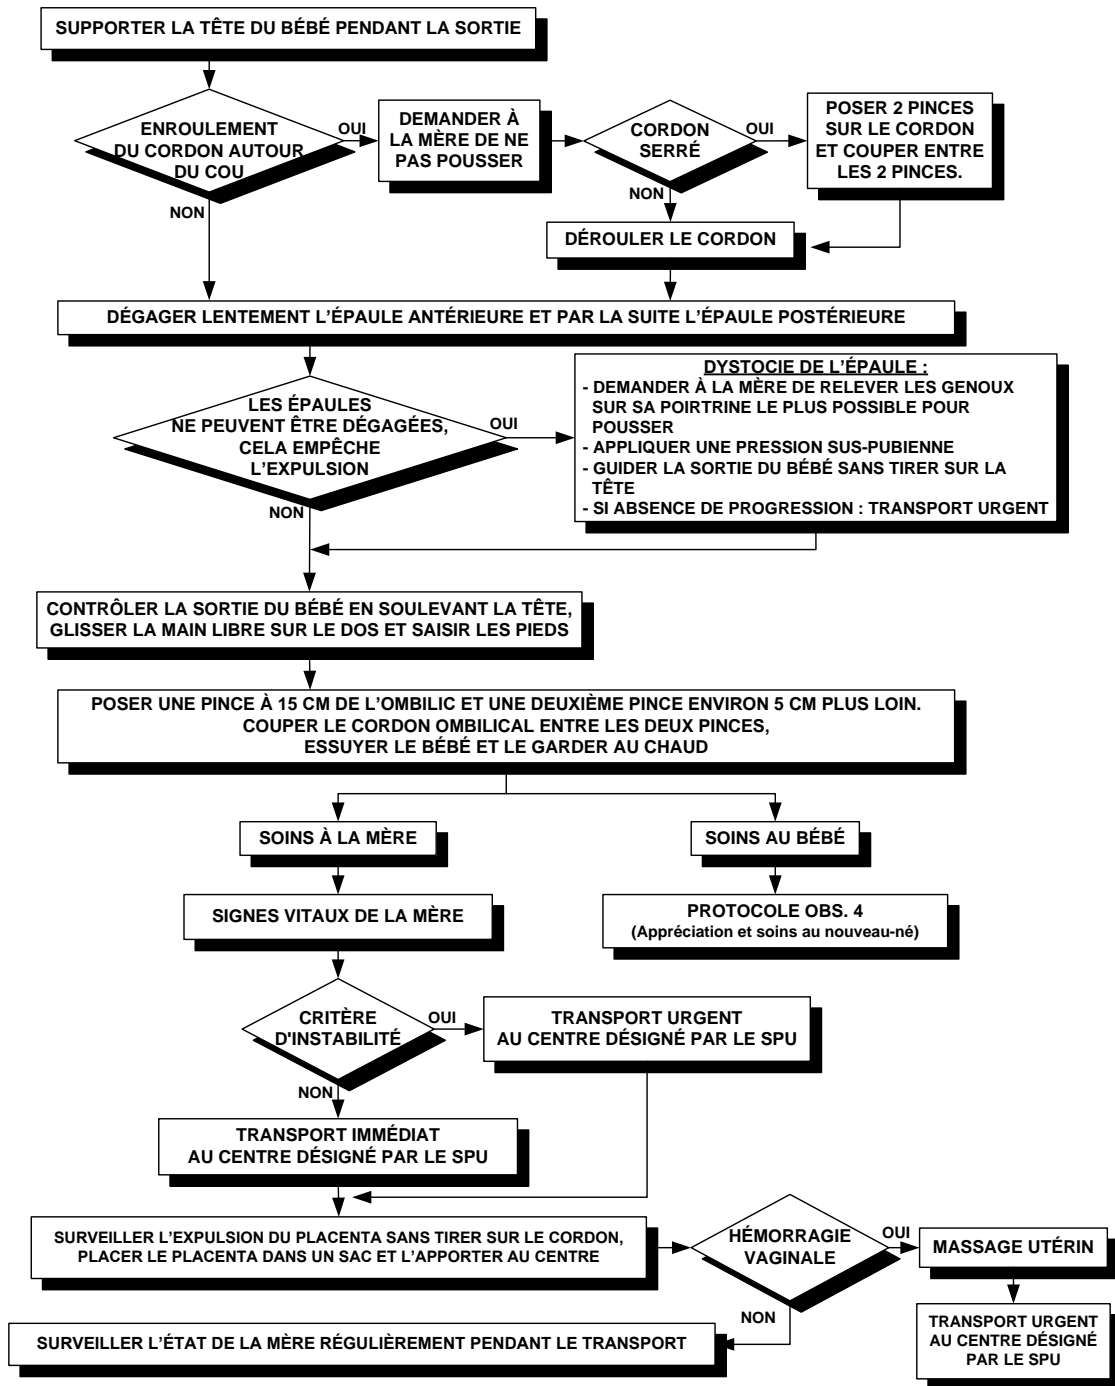 SUPPORTER LA TÊTE DU BÉBÉ PENDANT LA SORTIE
ENROULEMENT
DU CORDON AUTOUR
DU COU
OUI
DEMANDER À
LA MÈRE DE NE
PAS POUSSER
CORDON
SERRÉ
OUI
POSER 2 PINCES
SUR LE CORDON
ET COUPER ENTRE
LES 2 PINCES.
NON
NON
DÉROULER LE CORDON
DÉGAGER LENTEMENT L'ÉPAULE ANTÉRIEURE ET PAR LA SUITE L'ÉPAULE POSTÉRIEURE
LES ÉPAULES
NE PEUVENT ÊTRE DÉGAGÉES,
CELA EMPÊCHE
L'EXPULSION
OUI
DYSTOCIE DE L'ÉPAULE :
- DEMANDER À LA MÈRE DE RELEVER LES GENOUX
SUR SA POIRTRINE LE PLUS POSSIBLE POUR
POUSSER
- APPLIQUER UNE PRESSION SUS-PUBIENNE
- GUIDER LA SORTIE DU BÉBÉ SANS TIRER SUR LA
TÊTE
- SI ABSENCE DE PROGRESSION : TRANSPORT URGENT
NON
CONTRÔLER LA SORTIE DU BÉBÉ EN SOULEVANT LA TÊTE,
GLISSER LA MAIN LIBRE SUR LE DOS ET SAISIR LES PIEDS
POSER UNE PINCE À 15 CM DE L'OMBILIC ET UNE DEUXIÈME PINCE ENVIRON 5 CM PLUS LOIN.
COUPER LE CORDON OMBILICAL ENTRE LES DEUX PINCES,
ESSUYER LE BÉBÉ ET LE GARDER AU CHAUD
SOINS À LA MÈRE
SOINS AU BÉBÉ
SIGNES VITAUX DE LA MÈRE
PROTOCOLE OBS. 4
(Appréciation et soins au nouveau-né)
CRITÈRE
D'INSTABILITÉ
OUI
TRANSPORT URGENT
AU CENTRE DÉSIGNÉ PAR LE SPU
NON
TRANSPORT IMMÉDIAT
AU CENTRE DÉSIGNÉ PAR LE SPU
SURVEILLER L'EXPULSION DU PLACENTA SANS TIRER SUR LE CORDON,
PLACER LE PLACENTA DANS UN SAC ET L'APPORTER AU CENTRE
HÉMORRAGIE
VAGINALE
OUI
MASSAGE UTÉRIN
NON
TRANSPORT URGENT
AU CENTRE DÉSIGNÉ
PAR LE SPU
SURVEILLER L'ÉTAT DE LA MÈRE RÉGULIÈREMENT PENDANT LE TRANSPORT